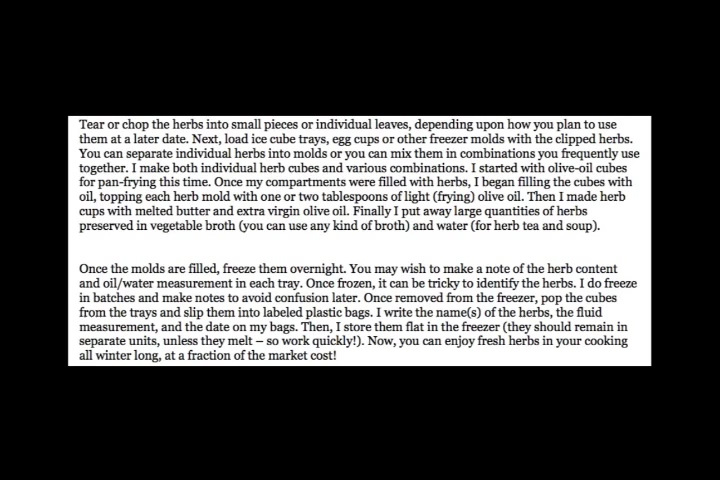 Tear or chop the herbs into small pieces or individual leaves, depending upon how you plan to use
them at a later date. Next, load ice cube trays, egg cups or other freezer molds with the clipped herbs.
You can separate individual herbs into molds or you can mix them in combinations you frequently use
together. I make both individual herb cubes and various combinations. I started with olive-oil cubes
for pan-frying this time. Once my compartments were filled with herbs, I began filling the cubes with
oil, topping each herb mold with one or two tablespoons of light (frying) olive oil. Then I made herb
cups with melted butter and extra virgin olive oil. Finally I put away large quantities of herbs
preserved in vegetable broth (you can use any kind of broth) and water (for herb tea and soup).
Once the molds are filled, freeze them overnight. You may wish to make a note of the herb content
and oil/water measurement in each tray. Once frozen, it can be tricky to identify the herbs. I do freeze
in batches and make notes to avoid confusion later. Once removed from the freezer, pop the cubes
from the trays and slip them into labeled plastic bags. I write the name(s) of the herbs, the fluid
measurement, and the date on my bags. Then, I store them flat in the freezer (they should remain in
separate units, unless they melt – so work quickly!). Now, you can enjoy fresh herbs in your cooking
all winter long, at a fraction of the market cost!